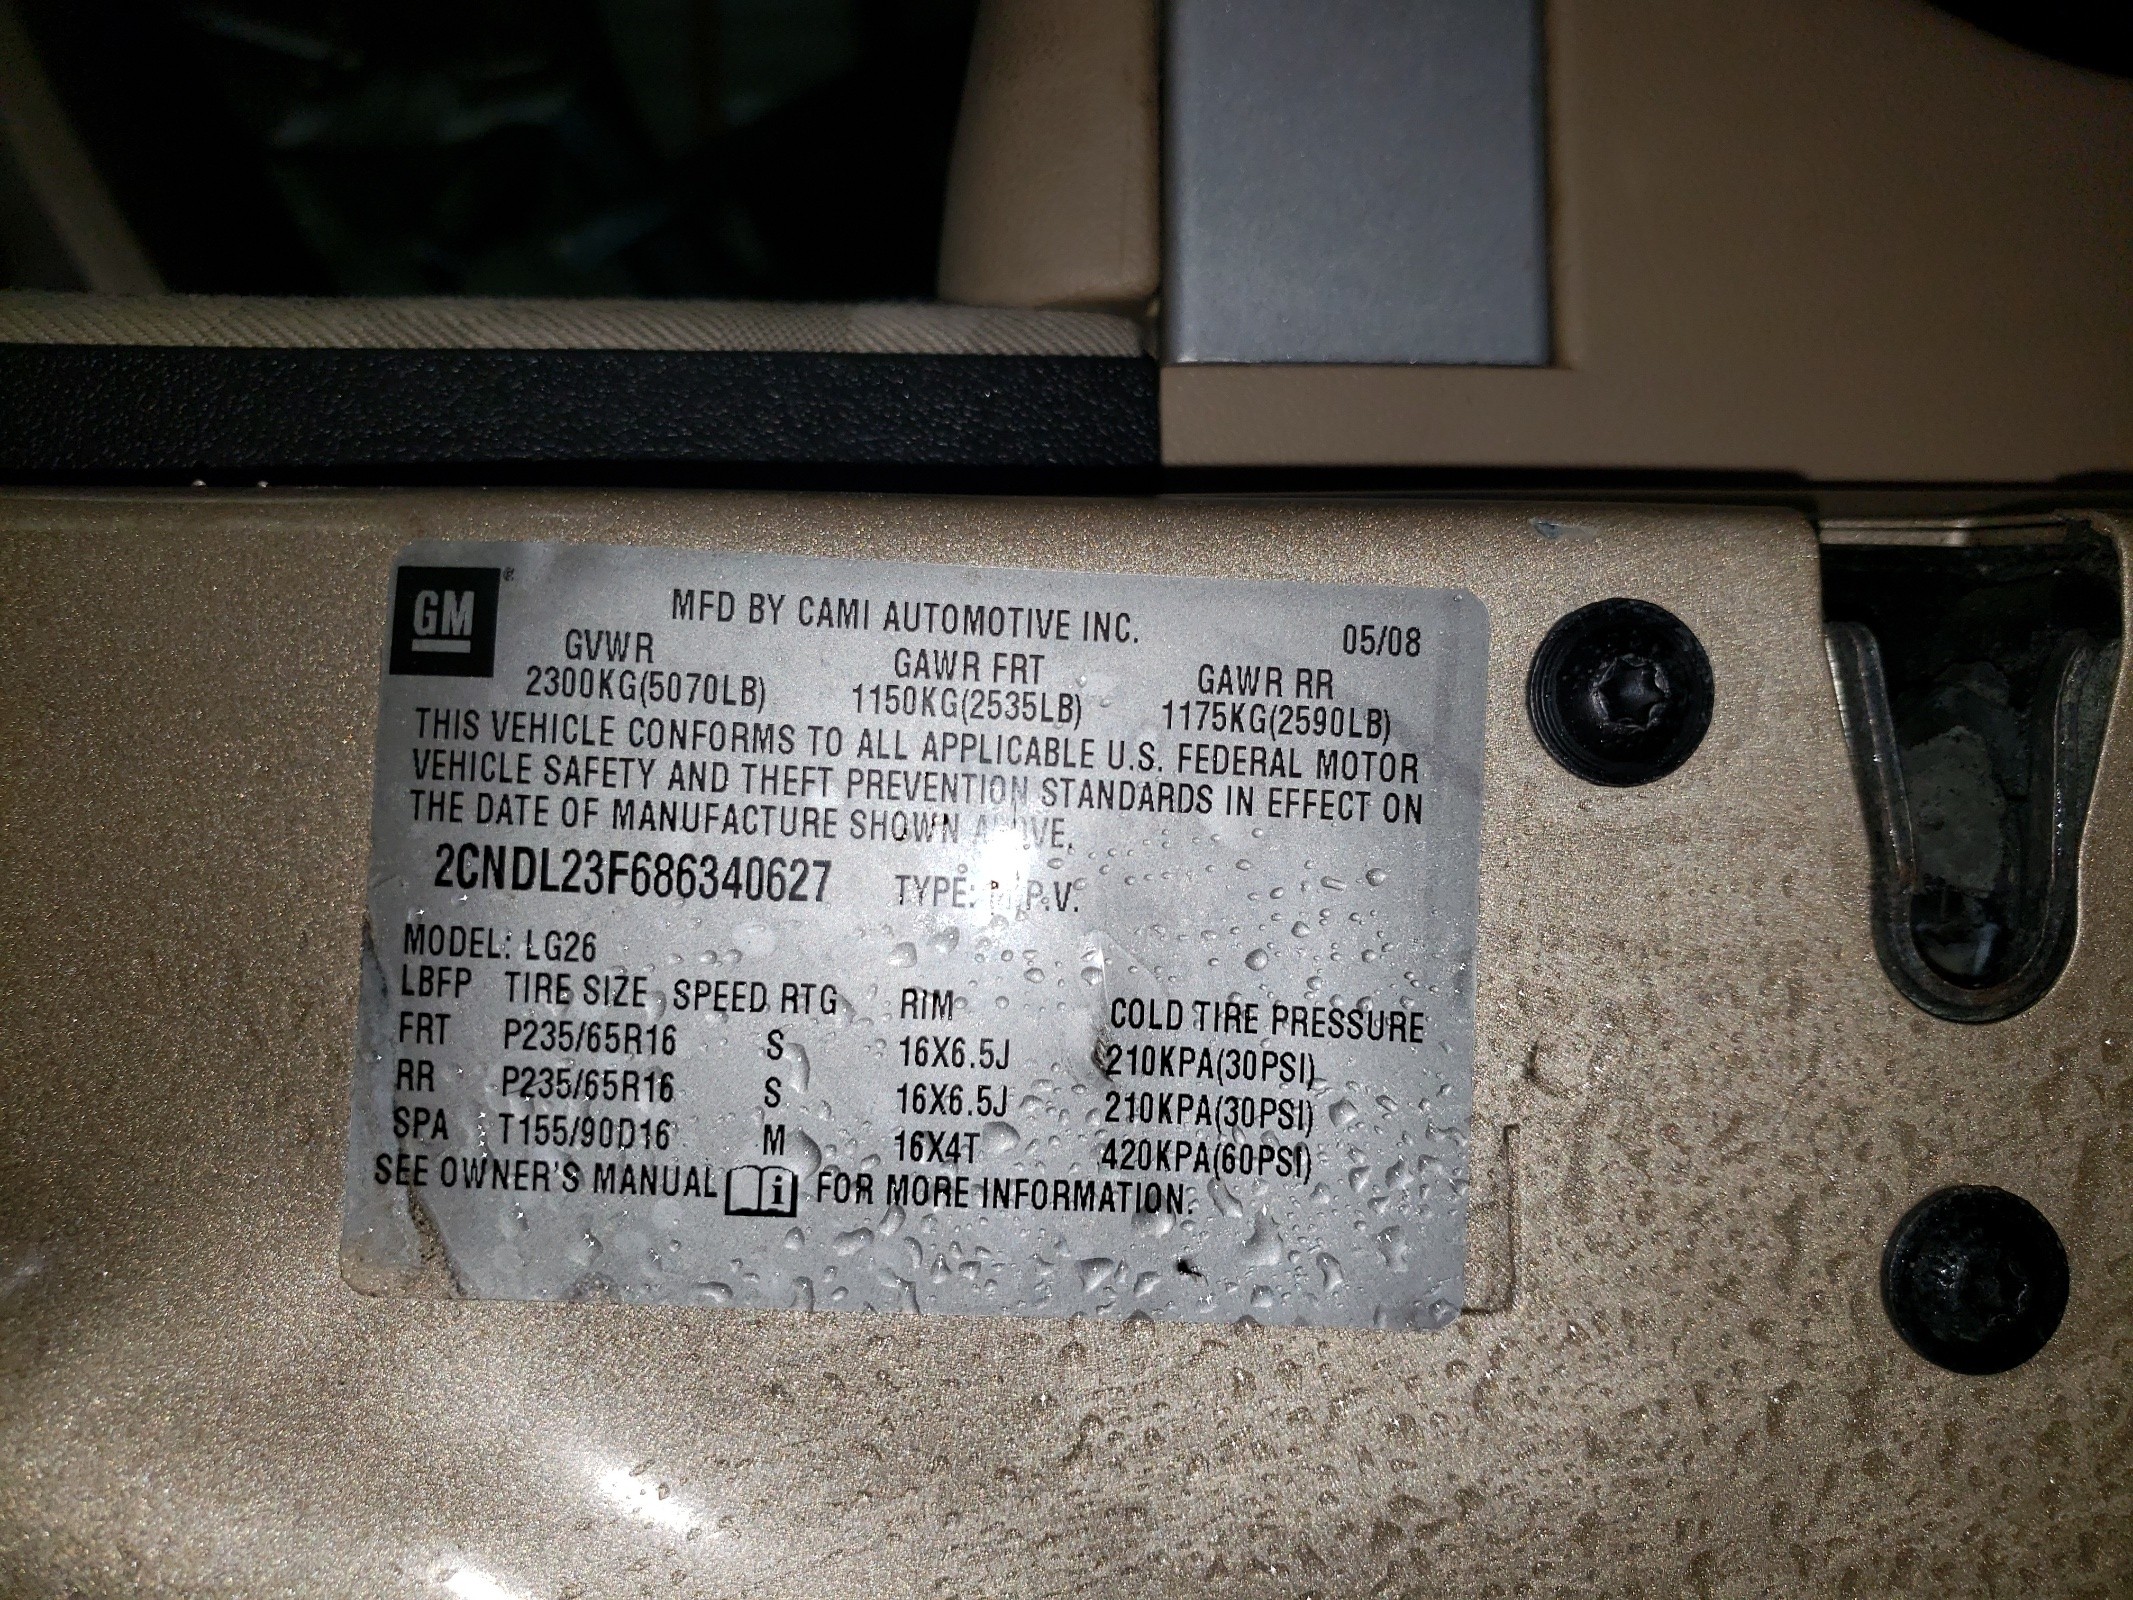 GM
MFD BY CAMI AUTOMOTIVE INC. 05/08
GVWR GAWR FRT GAWR RR
2300KG(5070LB) 1150KG(2535LB) 1175KG(2590LB)
THIS VEHICLE CONFORMS TO ALL APPLICABLE U.S. FEDERAL MOTOR
VEHICLE SAFETY AND THEFT PREVENTION STANDARDS IN EFFECT ON
THE DATE OF MANUFACTURE SHOWN ABOVE.
2CNDL23F686340627 TYPE: M.P.V.
MODEL: LG26
LBFP TIRE SIZE SPEED RTG RIM COLD TIRE PRESSURE
FRT P235/65R16 S 16X6.5J 210KPA(30PSI)
RR P235/65R16 S 16X6.5J 210KPA(30PSI)
SPA T155/90D16 M 16X4T 420KPA(60PSI)
SEE OWNER'S MANUAL i FOR MORE INFORMATION.